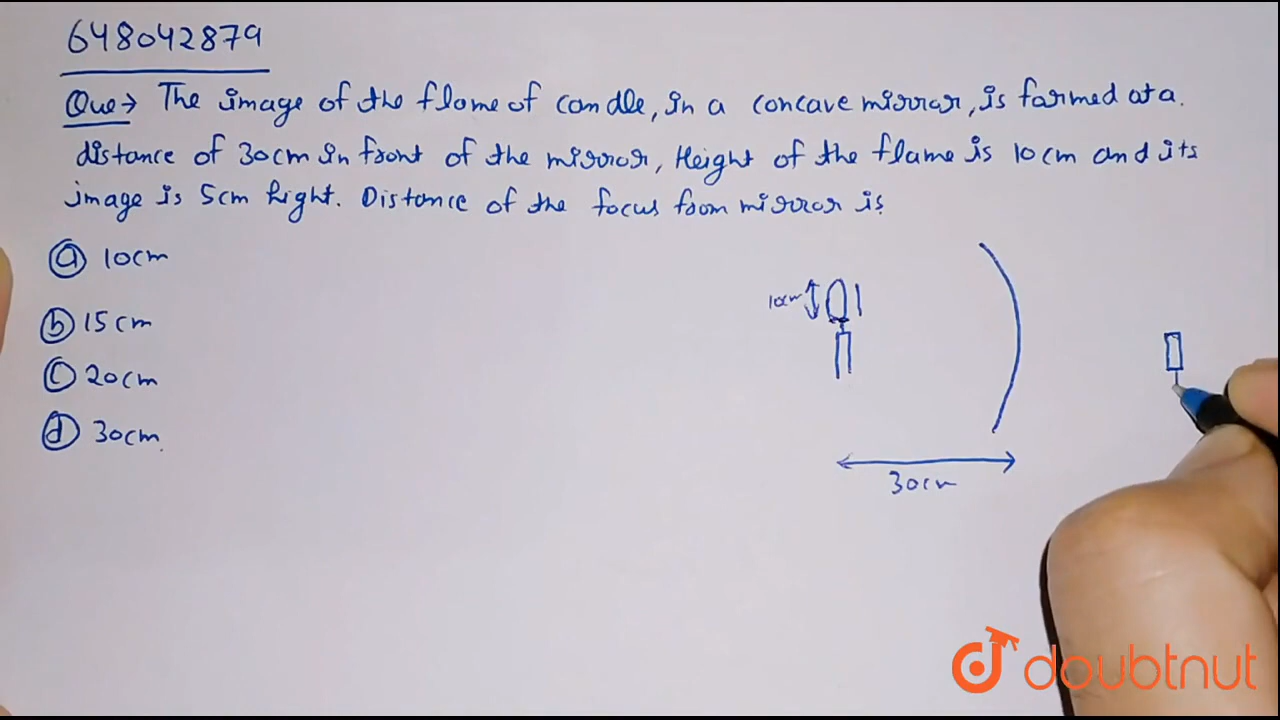 648042879
Que→ The image of the flame of candle, in a concave mirror, is formed at a.
distance of 30cm in front of the mirror, Height of the flame is 10cm and its
image is 5cm hight. Distance of the focus from mirror is.
ⓐ 10cm
ⓑ 15cm
ⓒ 20cm
ⓓ 30cm.
10cm
30cm
doubtnut